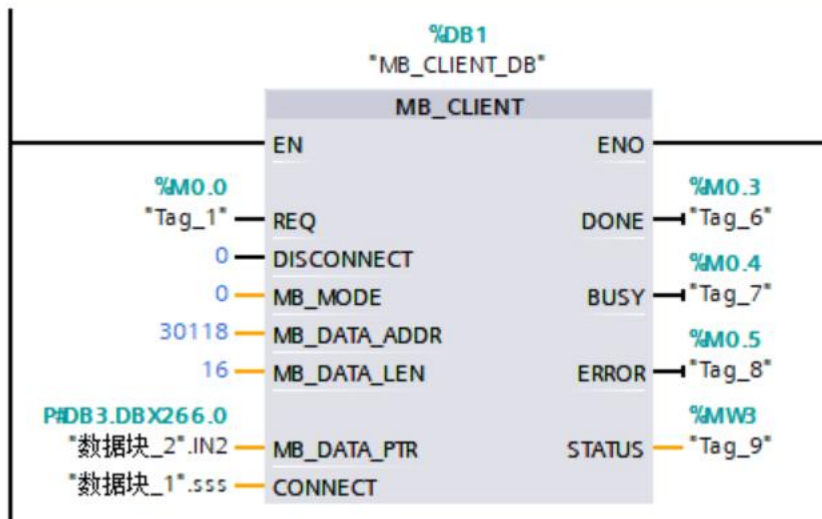 %DB1
"MB_CLIENT_DB"
MB_CLIENT
EN ENO
%M0.0 %M0.3
"Tag_1" REQ DONE "Tag_6"
0 DISCONNECT %M0.4
0 MB_MODE BUSY "Tag_7"
30118 MB_DATA_ADDR %M0.5
16 MB_DATA_LEN ERROR "Tag_8"
P#DB3.DBX266.0 %MW3
"数据块_2".IN2 MB_DATA_PTR STATUS "Tag_9"
"数据块_1".sss CONNECT